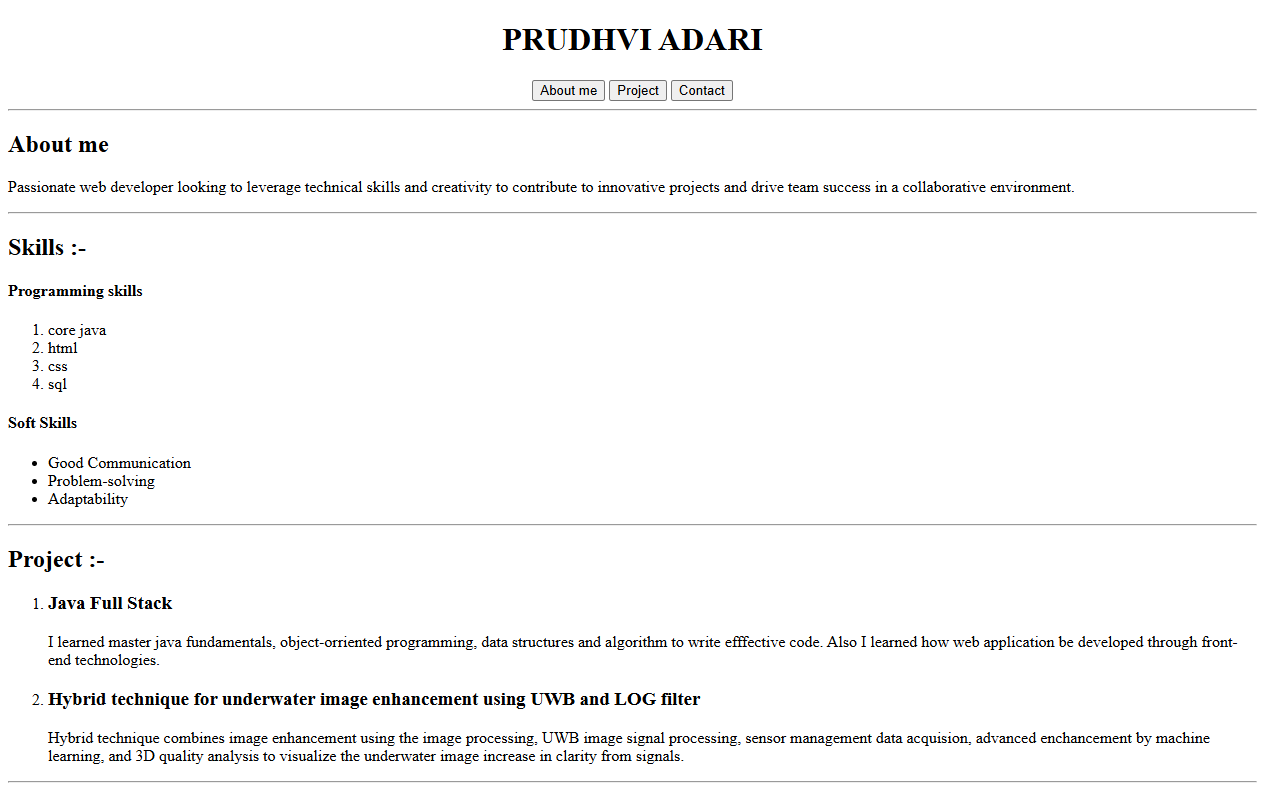 PRUDHVI ADARI
About me Project Contact
About me
Passionate web developer looking to leverage technical skills and creativity to contribute to innovative projects and drive team success in a collaborative environment.
Skills :-
Programming skills
1. core java
2. html
3. css
4. sql
Soft Skills
• Good Communication
• Problem-solving
• Adaptability
Project :-
1. Java Full Stack
I learned master java fundamentals, object-orriented programming, data structures and algorithm to write efffective code. Also I learned how web application be developed through front-
end technologies.
2. Hybrid technique for underwater image enhancement using UWB and LOG filter
Hybrid technique combines image enhancement using the image processing, UWB image signal processing, sensor management data acquision, advanced enchancement by machine
learning, and 3D quality analysis to visualize the underwater image increase in clarity from signals.